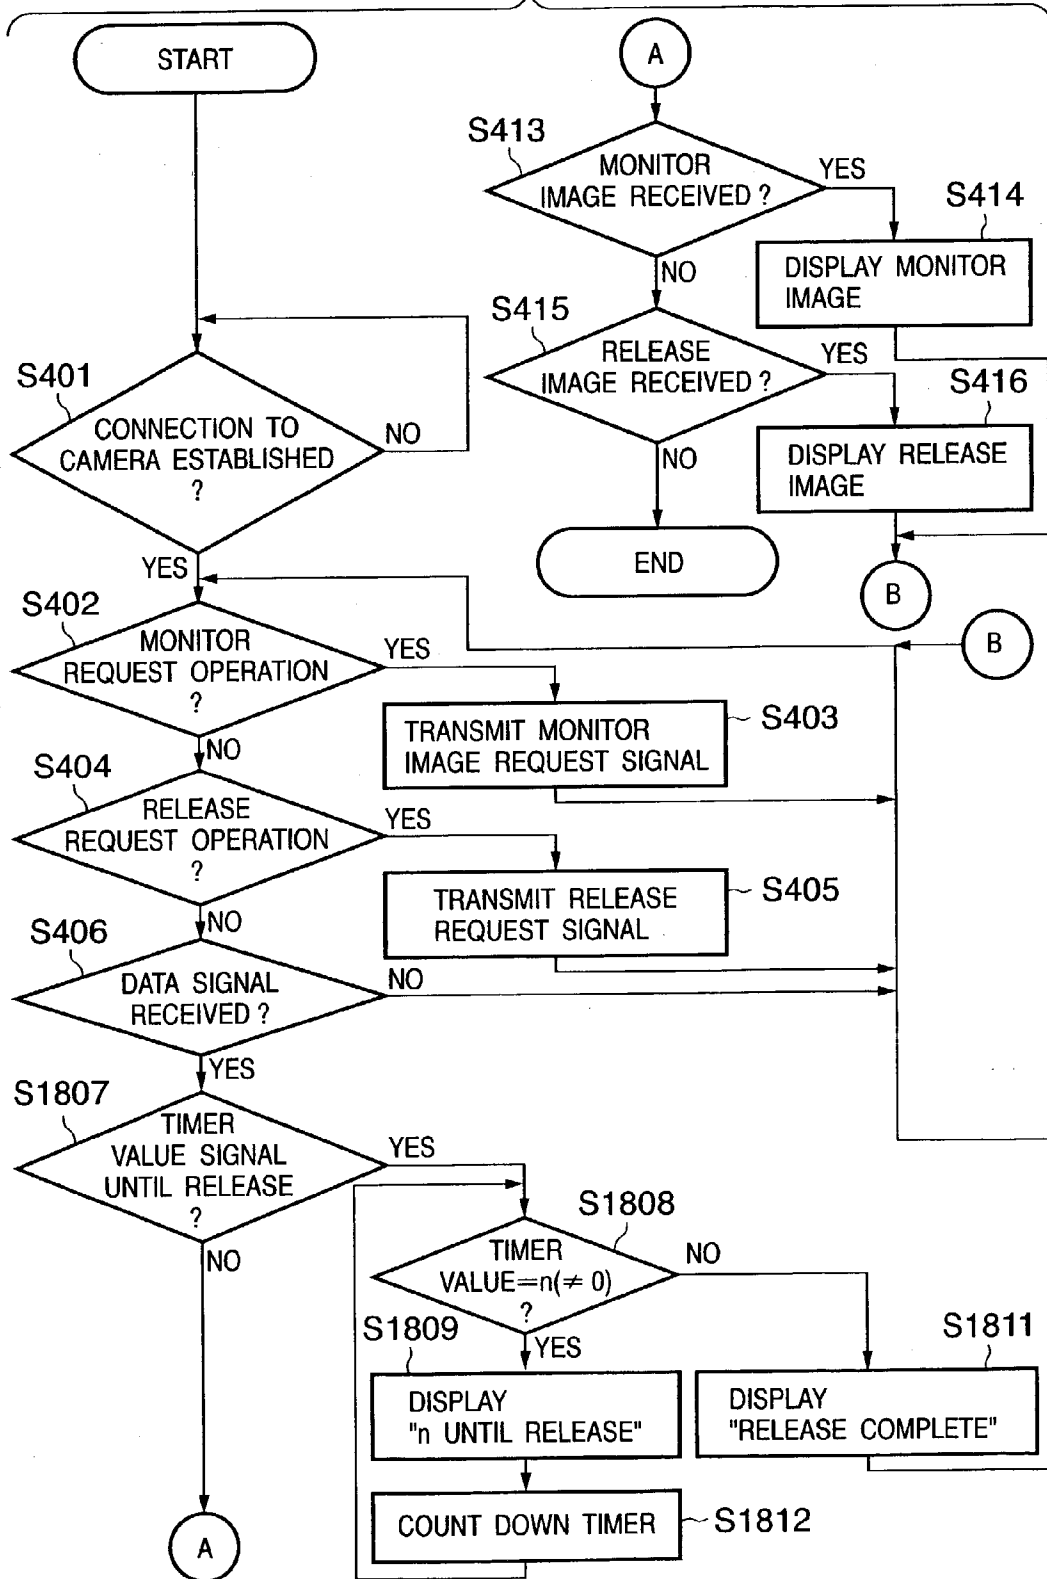 START
S401
CONNECTION TO
CAMERA ESTABLISHED
?
NO
YES
S402
MONITOR
REQUEST OPERATION
?
YES
NO
S403
TRANSMIT MONITOR
IMAGE REQUEST SIGNAL
S404
RELEASE
REQUEST OPERATION
?
YES
NO
S405
TRANSMIT RELEASE
REQUEST SIGNAL
S406
DATA SIGNAL
RECEIVED ?
NO
YES
S1807
TIMER
VALUE SIGNAL
UNTIL RELEASE
?
YES
NO
S1808
TIMER
VALUE=n(≠ 0)
?
NO
YES
S1809
DISPLAY
"n UNTIL RELEASE"
S1811
DISPLAY
"RELEASE COMPLETE"
COUNT DOWN TIMER
S1812
A
A
S413
MONITOR
IMAGE RECEIVED ?
YES
NO
S414
DISPLAY MONITOR
IMAGE
S415
RELEASE
IMAGE RECEIVED ?
YES
NO
S416
DISPLAY RELEASE
IMAGE
END
B
B